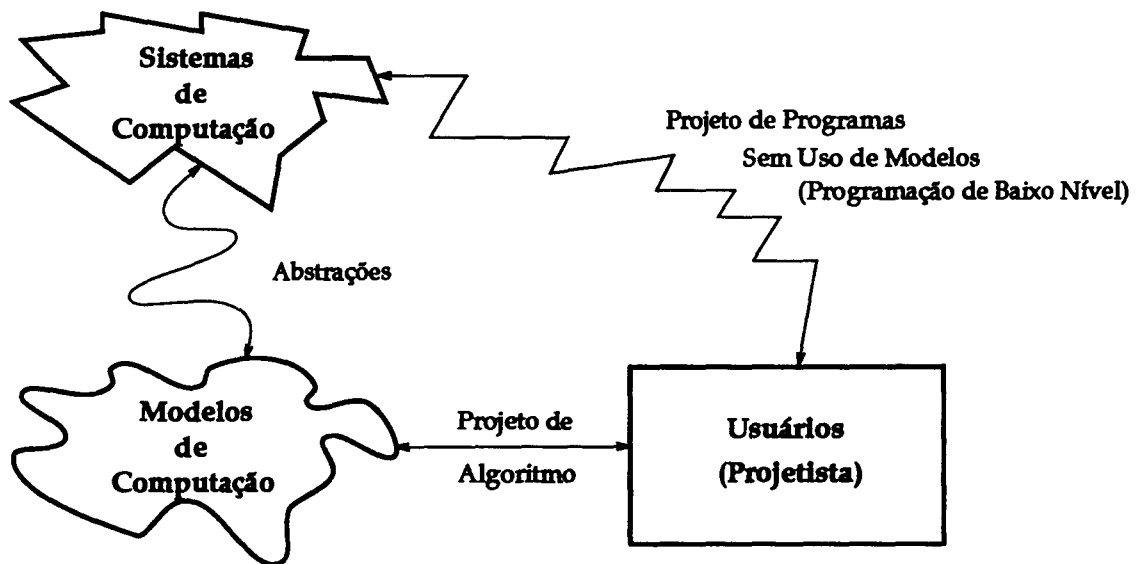 Sistemas
de
Computação
Projeto de Programas
Sem Uso de Modelos
(Programação de Baixo Nível)
Abstrações
Modelos
de
Computação
Projeto de
Algoritmo
Usuários
(Projetista)